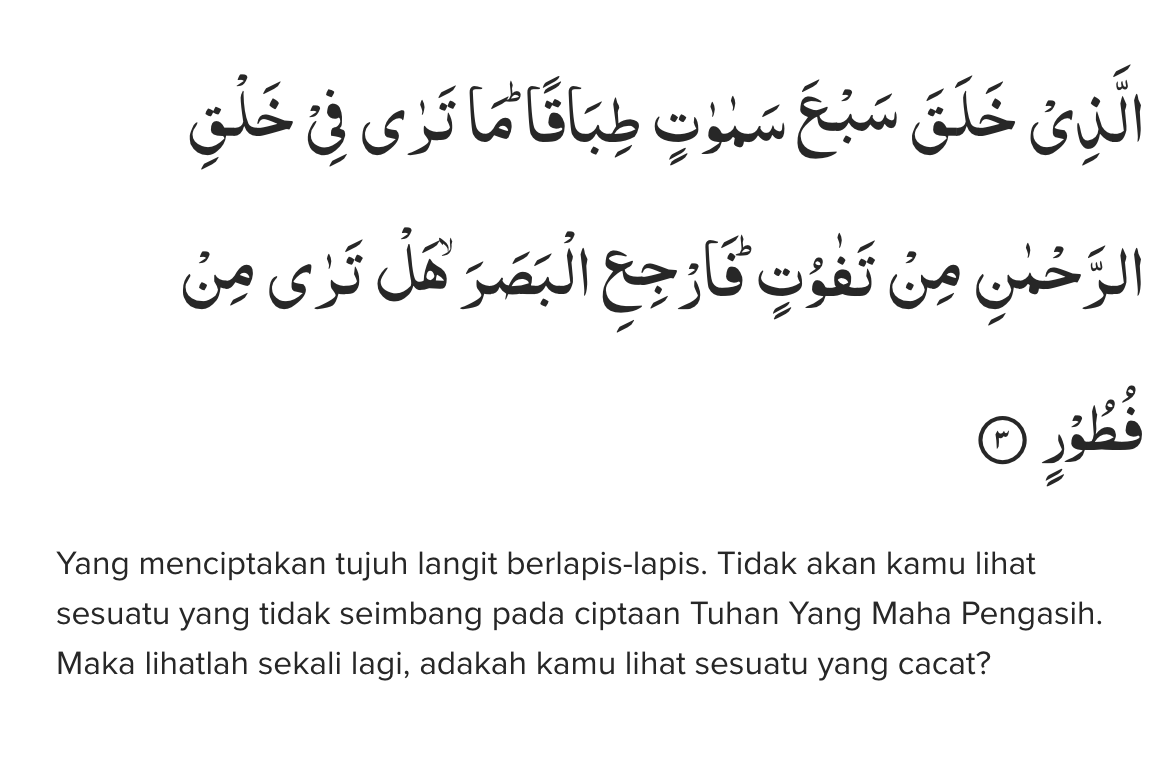 الَّذِيْ خَلَقَ سَبْعَ سَمٰوٰتٍ طِبَاقًاۗ مَا تَرٰى فِيْ خَلْقِ
الرَّحْمٰنِ مِنْ تَفٰوُتٍۗ فَارْجِعِ الْبَصَرَۙ هَلْ تَرٰى مِنْ
فُطُوْرٍ ٣
Yang menciptakan tujuh langit berlapis-lapis. Tidak akan kamu lihat
sesuatu yang tidak seimbang pada ciptaan Tuhan Yang Maha Pengasih.
Maka lihatlah sekali lagi, adakah kamu lihat sesuatu yang cacat?